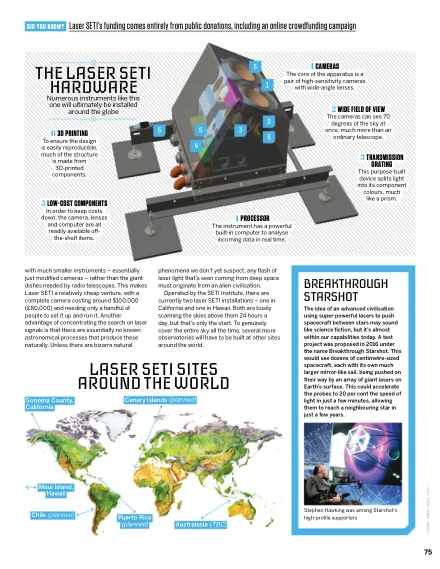 DID YOU KNOW? Laser SETI's funding comes entirely from public donations, including an online crowdfunding campaign
THE LASER SETI
HARDWARE
Numerous instruments like this
one will ultimately be installed
around the globe
1 CAMERAS
The core of the apparatus is a
pair of high-sensitivity cameras
with wide-angle lenses.
2 WIDE FIELD OF VIEW
The cameras can see 70
degrees of the sky at
once, much more than an
ordinary telescope.
3 TRANSMISSION
GRATING
This purpose-built
device splits light
into its component
colours, much
like a prism.
4 PROCESSOR
The instrument has a powerful
built-in computer to analyse
incoming data in real time.
5 LOW-COST COMPONENTS
In order to keep costs
down, the camera, lenses
and computer are all
readily available off-
the-shelf items.
6 3D PRINTING
To ensure the design
is easily reproducible,
much of the structure
is made from
3D-printed
components.
5
1
2
5
3
5
4
6
with much smaller instruments – essentially
just modified cameras – rather than the giant
dishes needed by radio telescopes. This makes
Laser SETI a relatively cheap venture, with a
complete camera costing around $100,000
(£80,000) and needing only a handful of
people to set it up and run it. Another
advantage of concentrating the search on laser
signals is that there are essentially no known
astronomical processes that produce these
naturally. Unless there are bizarre natural
phenomena we don't yet suspect, any flash of
laser light that's seen coming from deep space
must originate from an alien civilisation.
Operated by the SETI Institute, there are
currently two laser SETI installations – one in
California and one in Hawaii. Both are busily
scanning the skies above them 24 hours a
day, but that's only the start. To genuinely
cover the entire sky all the time, several more
observatories will have to be built at other sites
around the world.
BREAKTHROUGH
STARSHOT
The idea of an advanced civilisation
using super-powerful lasers to push
spacecraft between stars may sound
like science fiction, but it's almost
within our capabilities today. A test
project was proposed in 2016 under
the name Breakthrough Starshot. This
would see dozens of centimetre-sized
spacecraft, each with its own much
larger mirror-like sail, being pushed on
their way by an array of giant lasers on
Earth's surface. This could accelerate
the probes to 20 per cent the speed of
light in just a few minutes, allowing
them to reach a neighbouring star in
just a few years.
Stephen Hawking was among Starshot's
high-profile supporters
LASER SETI SITES
AROUND THE WORLD
Sonoma County,
California
Canary Islands (planned)
Maui Island,
Hawaii
Chile (planned)
Puerto Rico
(planned)
Australasia (TBC)
75